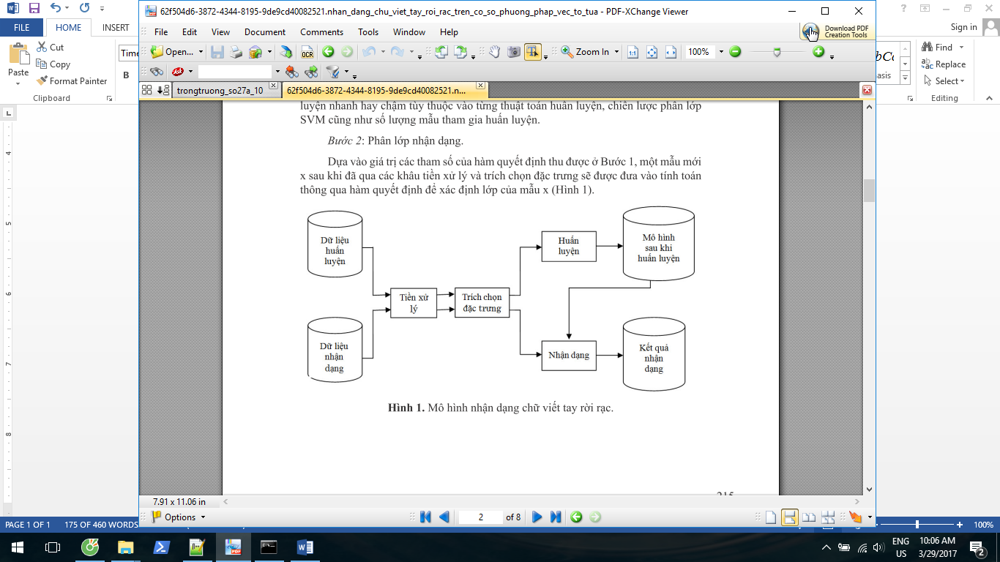 62f504d6-3872-4344-8195-9de9cd40082521.nhan_dang_chu_viet_tay_roi_rac_tren_co_so_phuong_phap_vec_to_tua - PDF-XChange Viewer
FILE HOME INSERT
Sign in
File Edit View Document Comments Tools Window Help
Download PDF
Creation Tools
Paste
Cut
Copy
Format Painter
Clipboard
Time
B
Open...
OCR
Zoom In
100%
Ask
Find
Replace
Select
Editing
asis
trongtruong_so27a_10
62f504d6-3872-4344-8195-9de9cd40082521.n...
luyện nhanh hay chậm tùy thuộc vào từng thuật toán huấn luyện, chiến lược phân lớp
SVM cũng như số lượng mẫu tham gia huấn luyện.
Bước 2: Phân lớp nhận dạng.
Dựa vào giá trị các tham số của hàm quyết định thu được ở Bước 1, một mẫu mới
x sau khi đã qua các khâu tiền xử lý và trích chọn đặc trưng sẽ được đưa vào tính toán
thông qua hàm quyết định để xác định lớp của mẫu x (Hình 1).
Dữ liệu
huấn
luyện
Huấn
luyện
Mô hình
sau khi
huấn luyện
Tiền xử
lý
Trích chọn
đặc trưng
Dữ liệu
nhận
dạng
Nhận dạng
Kết quả
nhận
dạng
Hình 1. Mô hình nhận dạng chữ viết tay rời rạc.
4
5
6
7
8
7.91 x 11.06 in
Options
2 of 8
PAGE 1 OF 1 175 OF 460 WORDS
100%
ENG
US
10:06 AM
3/29/2017
2